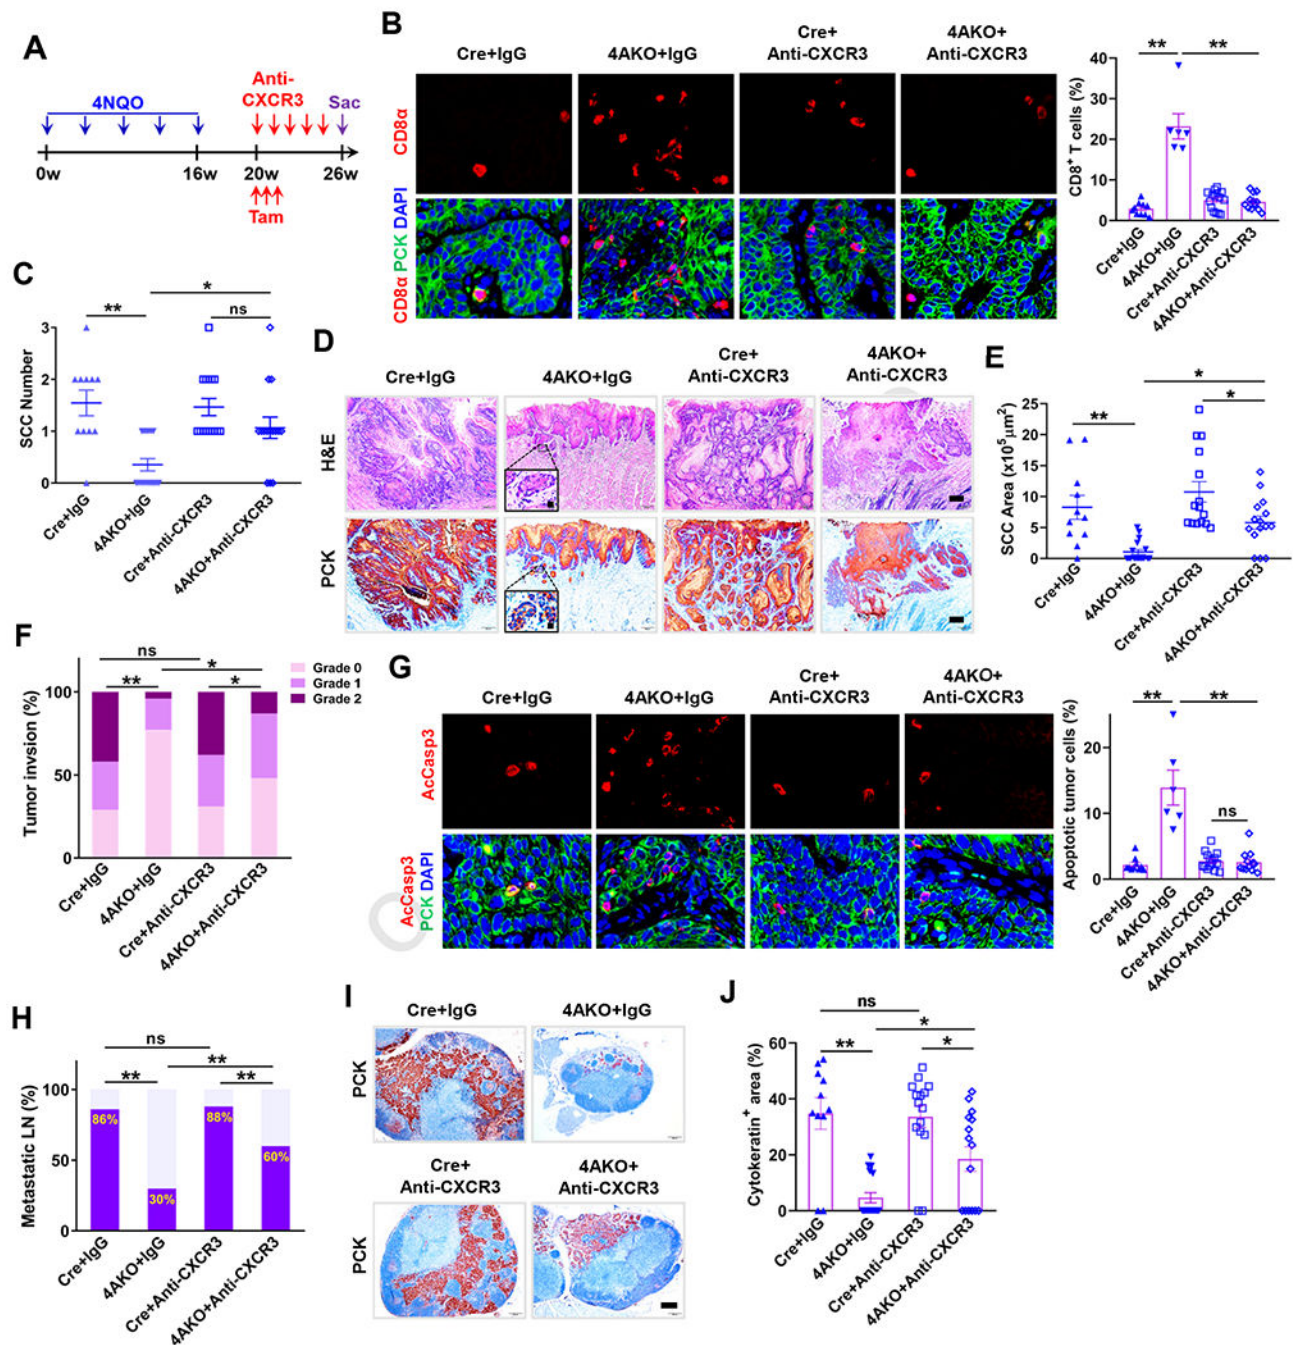 A
4NQO
Anti-
CXCR3
Sac
0w
16w
20w
26w
Tam
B
Cre+IgG
4AKO+IgG
Cre+
Anti-CXCR3
4AKO+
Anti-CXCR3
CD8α
CD8α PCK DAPI
CD8+ T cells (%)
40
30
20
10
0
**
**
Cre+IgG
4AKO+IgG
Cre+Anti-CXCR3
4AKO+Anti-CXCR3
C
SCC Number
3
2
1
0
**
*
ns
Cre+IgG
4AKO+IgG
Cre+Anti-CXCR3
4AKO+Anti-CXCR3
D
Cre+IgG
4AKO+IgG
Cre+
Anti-CXCR3
4AKO+
Anti-CXCR3
H&E
PCK
E
SCC Area (x10⁵μm²)
25
20
15
10
5
0
**
*
*
Cre+IgG
4AKO+IgG
Cre+Anti-CXCR3
4AKO+Anti-CXCR3
F
Tumor invsion (%)
100
50
0
ns
*
**
*
Grade 0
Grade 1
Grade 2
Cre+IgG
4AKO+IgG
Cre+Anti-CXCR3
4AKO+Anti-CXCR3
G
Cre+IgG
4AKO+IgG
Cre+
Anti-CXCR3
4AKO+
Anti-CXCR3
AcCasp3
AcCasp3
PCK DAPI
Apoptotic tumor cells (%)
20
10
0
**
**
ns
Cre+IgG
4AKO+IgG
Cre+Anti-CXCR3
4AKO+Anti-CXCR3
H
Metastatic LN (%)
100
50
0
ns
**
**
**
86%
30%
88%
60%
Cre+IgG
4AKO+IgG
Cre+Anti-CXCR3
4AKO+Anti-CXCR3
I
Cre+IgG
4AKO+IgG
PCK
Cre+
Anti-CXCR3
4AKO+
Anti-CXCR3
PCK
J
Cytokeratin+ area (%)
60
40
20
0
ns
*
**
*
Cre+IgG
4AKO+IgG
Cre+Anti-CXCR3
4AKO+Anti-CXCR3